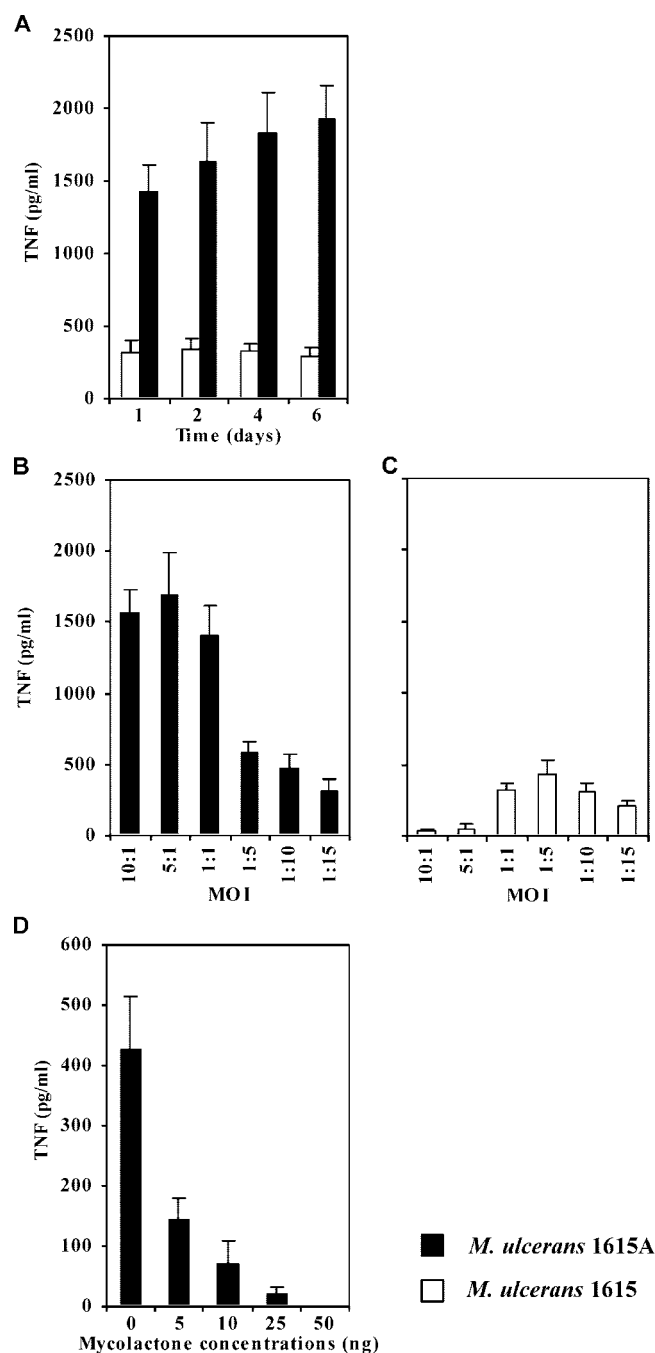 A
2500
2000
1500
1000
500
0
TNF (pg/ml)
1 2 4 6
Time (days)
B
2500
2000
1500
1000
500
0
TNF (pg/ml)
10:1 5:1 1:1 1:5 1:10 1:15
MOI
C
10:1 5:1 1:1 1:5 1:10 1:15
MOI
D
600
500
400
300
200
100
0
TNF (pg/ml)
0 5 10 25 50
Mycolactone concentrations (ng)
M. ulcerans 1615A
M. ulcerans 1615